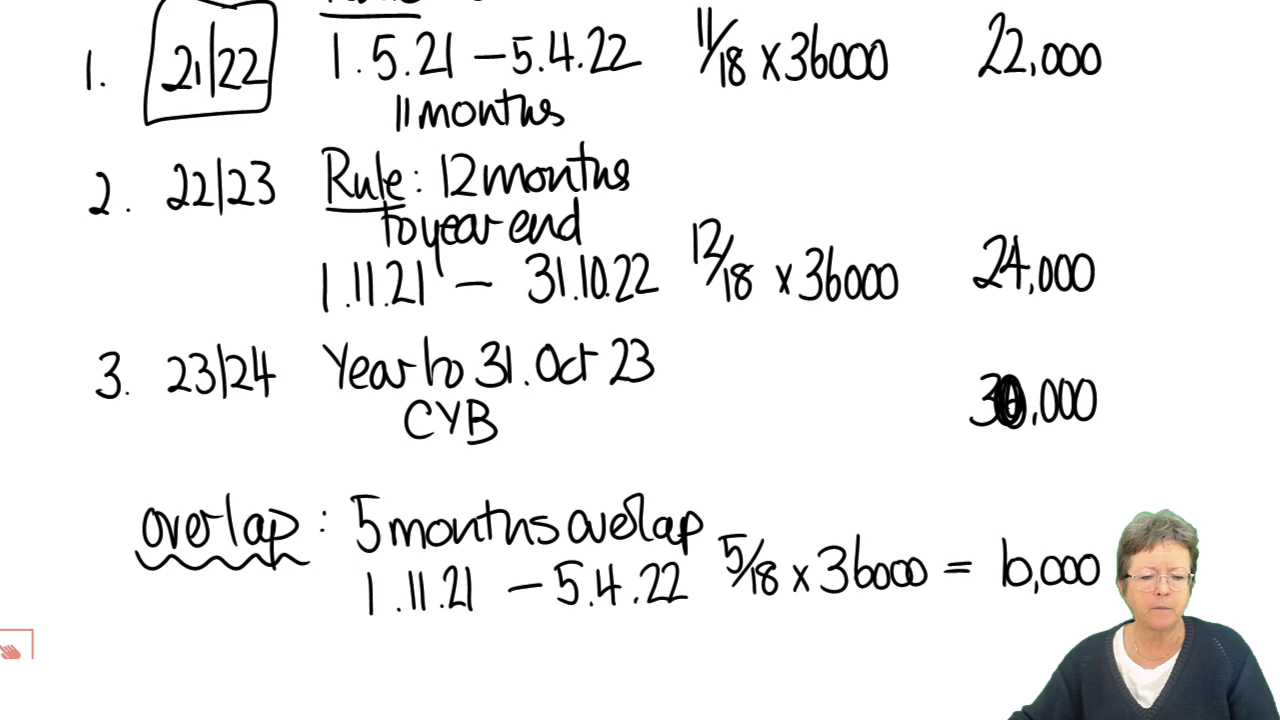 1. 21/22 1.5.21 – 5.4.22 11/18 x 36000 22,000
11 months
2. 22/23 Rule: 12 months
to year end
1.11.21 – 31.10.22 12/18 x 36000 24,000
3. 23/24 Year to 31. Oct 23
CYB ,000
overlap: 5 months overlap
1.11.21 – 5.4.22 5/18 x 36000 = 10,000